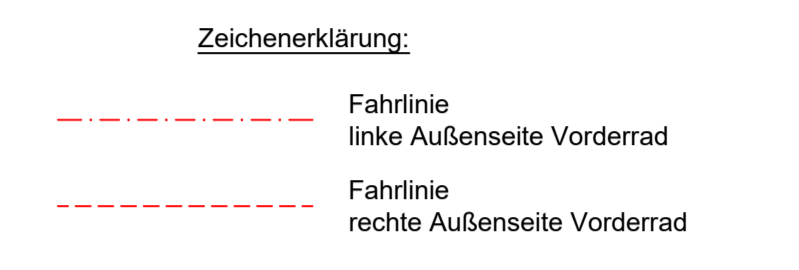 Zeichenerklärung:
Fahrlinie
linke Außenseite Vorderrad
Fahrlinie
rechte Außenseite Vorderrad